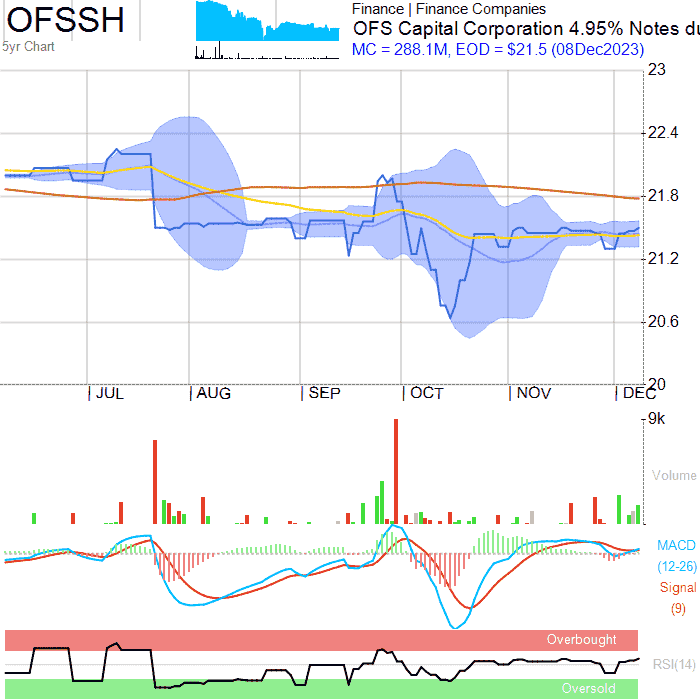 OFSSH
5yr Chart
Finance | Finance Companies
OFS Capital Corporation 4.95% Notes du
MC = 288.1M, EOD = $21.5 (08Dec2023)
23
22.4
21.8
21.2
20.6
20
JUL AUG SEP OCT NOV DEC
9k
Volume
MACD
(12-26)
Signal
(9)
Overbought
RSI(14)
Oversold